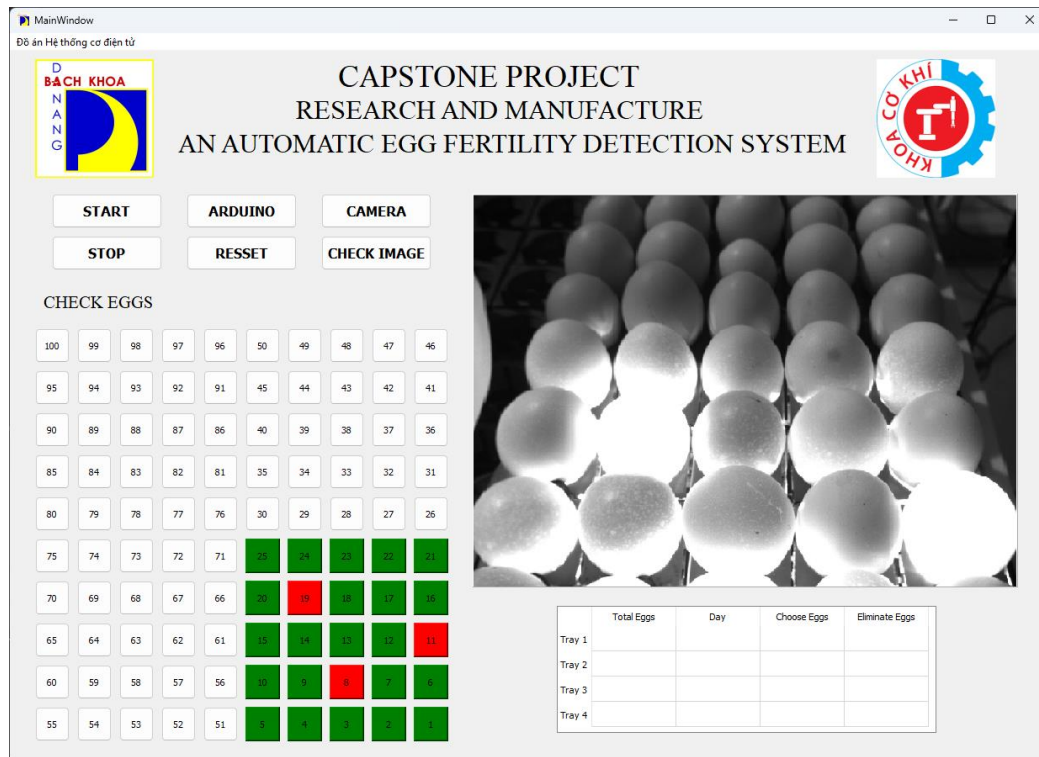 MainWindow
Đồ án Hệ thống cơ điện tử
BÁCH KHOA
DANANG
CAPSTONE PROJECT
RESEARCH AND MANUFACTURE
AN AUTOMATIC EGG FERTILITY DETECTION SYSTEM
KHOA CƠ KHÍ
START ARDUINO CAMERA
STOP RESSET CHECK IMAGE
CHECK EGGS
100 99 98 97 96 50 49 48 47 46
95 94 93 92 91 45 44 43 42 41
90 89 88 87 86 40 39 38 37 36
85 84 83 82 81 35 34 33 32 31
80 79 78 77 76 30 29 28 27 26
75 74 73 72 71 25 24 23 22 21
70 69 68 67 66 20 19 18 17 16
65 64 63 62 61 15 14 13 12 11
60 59 58 57 56 10 9 8 7 6
55 54 53 52 51 5 4 3 2 1
Total Eggs Day Choose Eggs Eliminate Eggs
Tray 1
Tray 2
Tray 3
Tray 4